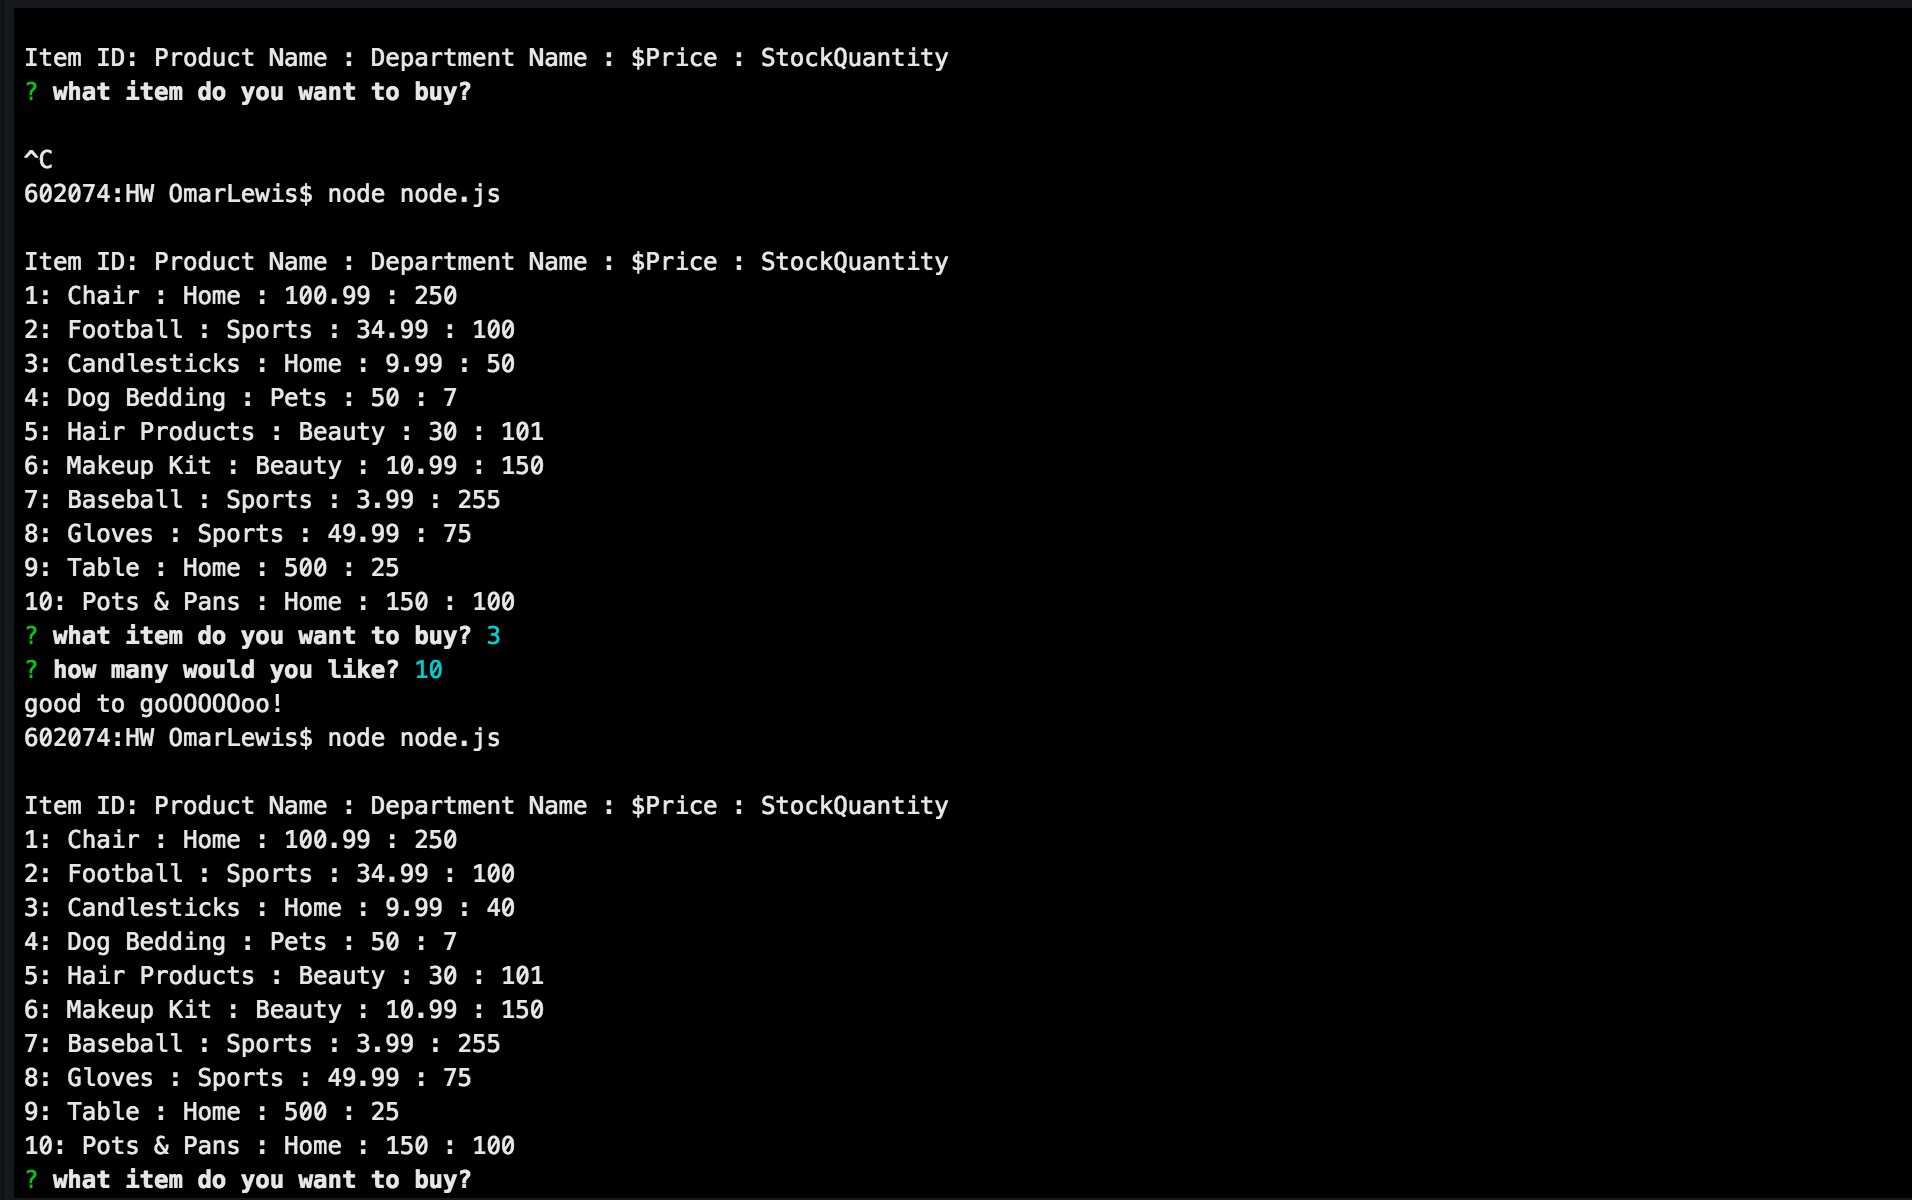 Item ID: Product Name : Department Name : $Price : StockQuantity
? what item do you want to buy?
^C
602074:HW OmarLewis$ node node.js
Item ID: Product Name : Department Name : $Price : StockQuantity
1: Chair : Home : 100.99 : 250
2: Football : Sports : 34.99 : 100
3: Candlesticks : Home : 9.99 : 50
4: Dog Bedding : Pets : 50 : 7
5: Hair Products : Beauty : 30 : 101
6: Makeup Kit : Beauty : 10.99 : 150
7: Baseball : Sports : 3.99 : 255
8: Gloves : Sports : 49.99 : 75
9: Table : Home : 500 : 25
10: Pots & Pans : Home : 150 : 100
? what item do you want to buy? 3
? how many would you like? 10
good to goOOOOOoo!
602074:HW OmarLewis$ node node.js
Item ID: Product Name : Department Name : $Price : StockQuantity
1: Chair : Home : 100.99 : 250
2: Football : Sports : 34.99 : 100
3: Candlesticks : Home : 9.99 : 40
4: Dog Bedding : Pets : 50 : 7
5: Hair Products : Beauty : 30 : 101
6: Makeup Kit : Beauty : 10.99 : 150
7: Baseball : Sports : 3.99 : 255
8: Gloves : Sports : 49.99 : 75
9: Table : Home : 500 : 25
10: Pots & Pans : Home : 150 : 100
? what item do you want to buy?